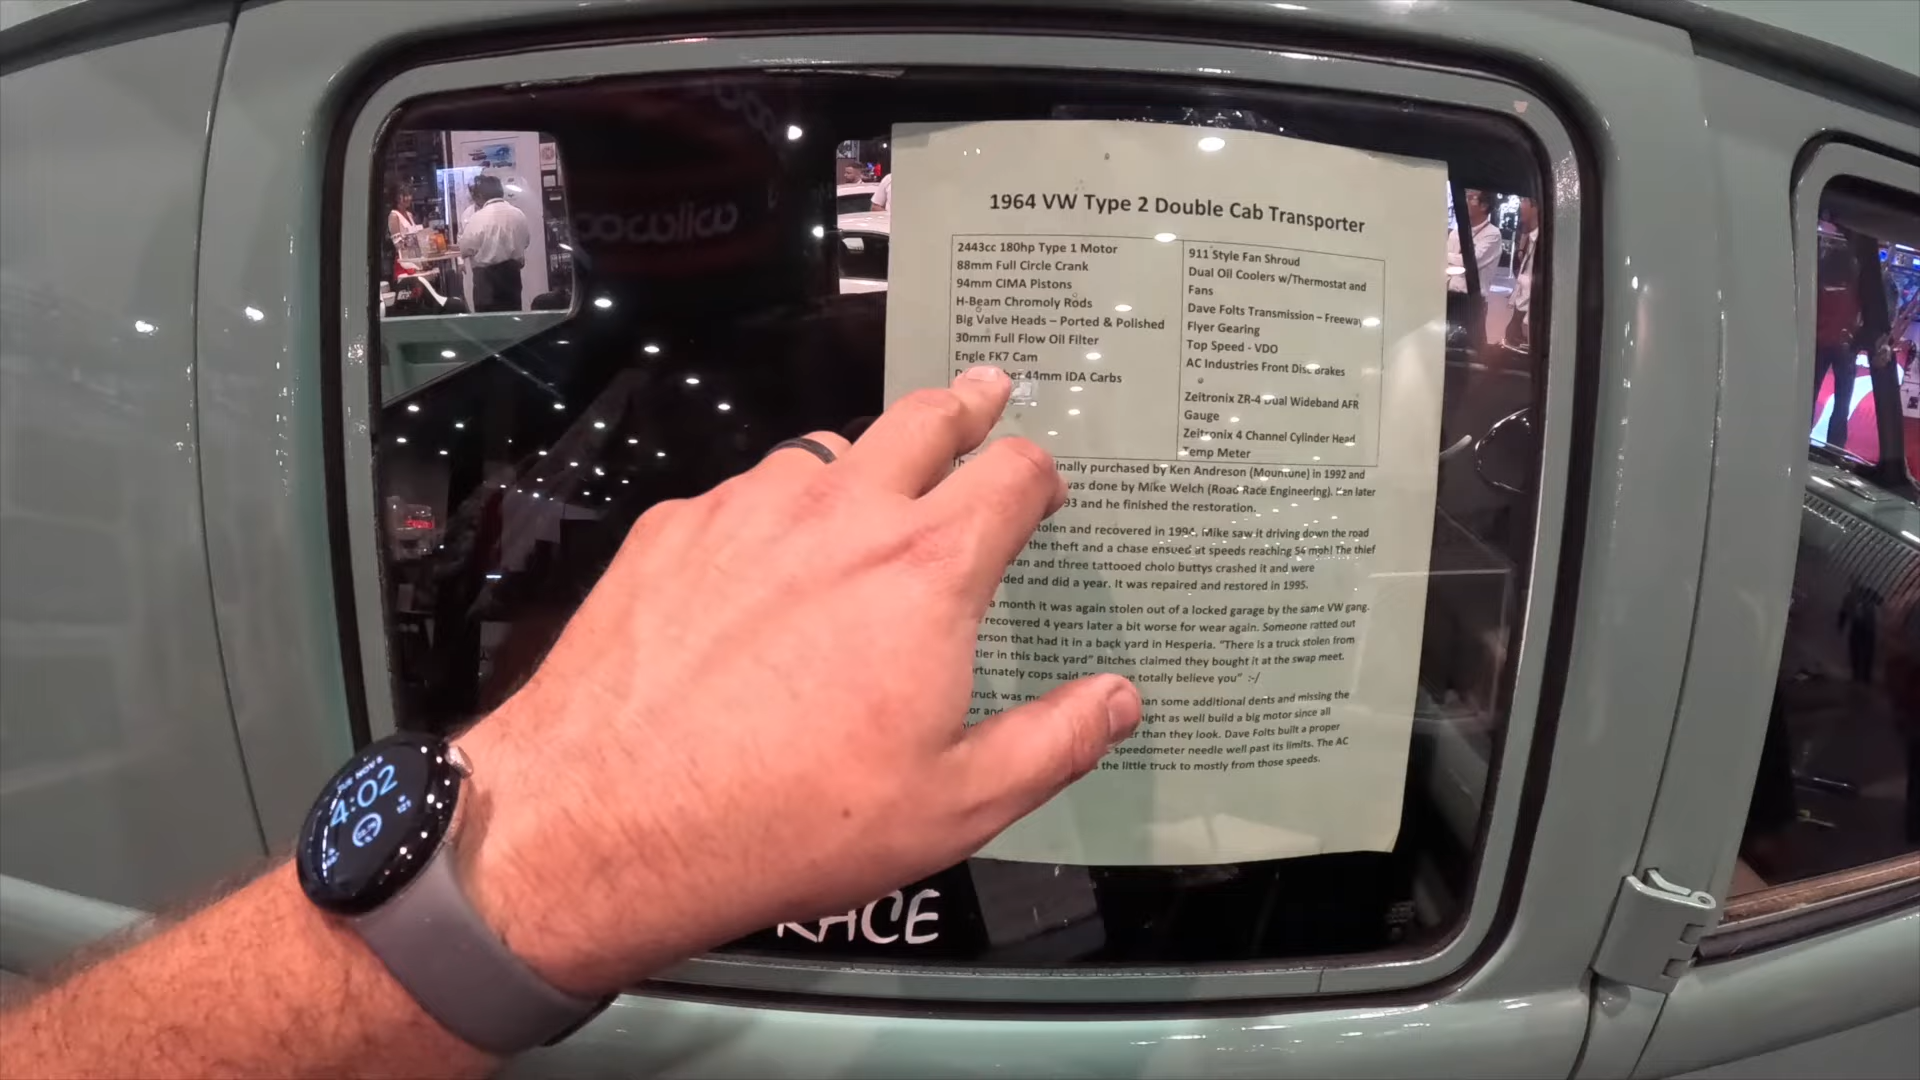 1964 VW Type 2 Double Cab Transporter
2443cc 180hp Type 1 Motor
88mm Full Circle Crank
94mm CIMA Pistons
H-Beam Chromoly Rods
Big Valve Heads – Ported & Polished
30mm Full Flow Oil Filter
Engle FK7 Cam
44mm IDA Carbs
911 Style Fan Shroud
Dual Oil Coolers w/Thermostat and
Fans
Dave Folts Transmission – Freeway
Flyer Gearing
Top Speed - VDO
AC Industries Front Disc Brakes
Zeitronix ZR-4 Dual Wideband AFR
Gauge
Zeitronix 4 Channel Cylinder Head
Temp Meter
purchased by Ken Andreson (Mountune) in 1992 and
was done by Mike Welch (Road Race Engineering). Ken later
93 and he finished the restoration.
and recovered in 1994. Mike saw it driving down the road
the theft and a chase ensued at speeds reaching 54 mph! The thief
ran and three tattooed cholo buttys crashed it and were
and did a year. It was repaired and restored in 1995.
a month it was again stolen out of a locked garage by the same VW gang.
recovered 4 years later a bit worse for wear again. Someone ratted out
that had it in a back yard in Hesperia. "There is a truck stolen from
in this back yard" Bitches claimed they bought it at the swap meet.
cops said totally believe you" :-/
truck was some additional dents and missing the
as well build a big motor since all
than they look. Dave Folts built a proper
speedometer needle well past its limits. The AC
the little truck to mostly from those speeds.
RACE
4:02